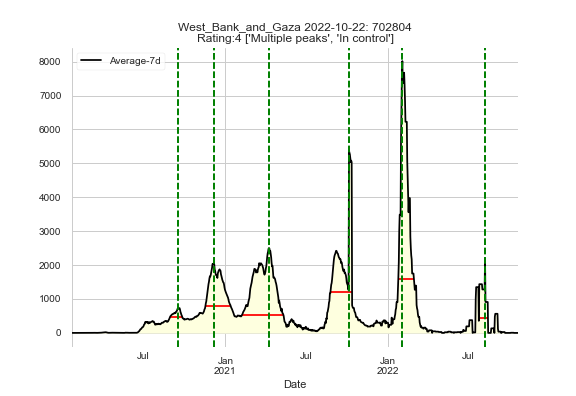 West_Bank_and_Gaza 2022-10-22: 702804
Rating:4 ['Multiple peaks', 'In control']
Average-7d
8000
7000
6000
5000
4000
3000
2000
1000
0
Jul
Jan
2021
Jul
Jan
2022
Jul
Date